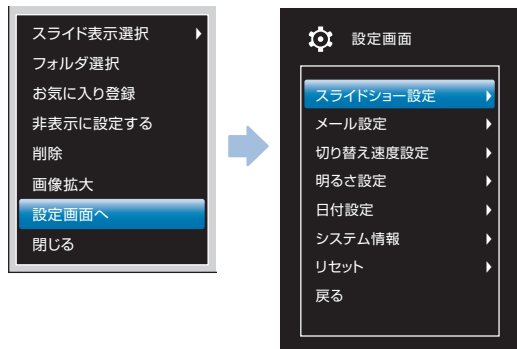 スライド表示選択
フォルダ選択
お気に入り登録
非表示に設定する
削除
画像拡大
設定画面へ
閉じる
設定画面
スライドショー設定
メール設定
切り替え速度設定
明るさ設定
日付設定
システム情報
リセット
戻る